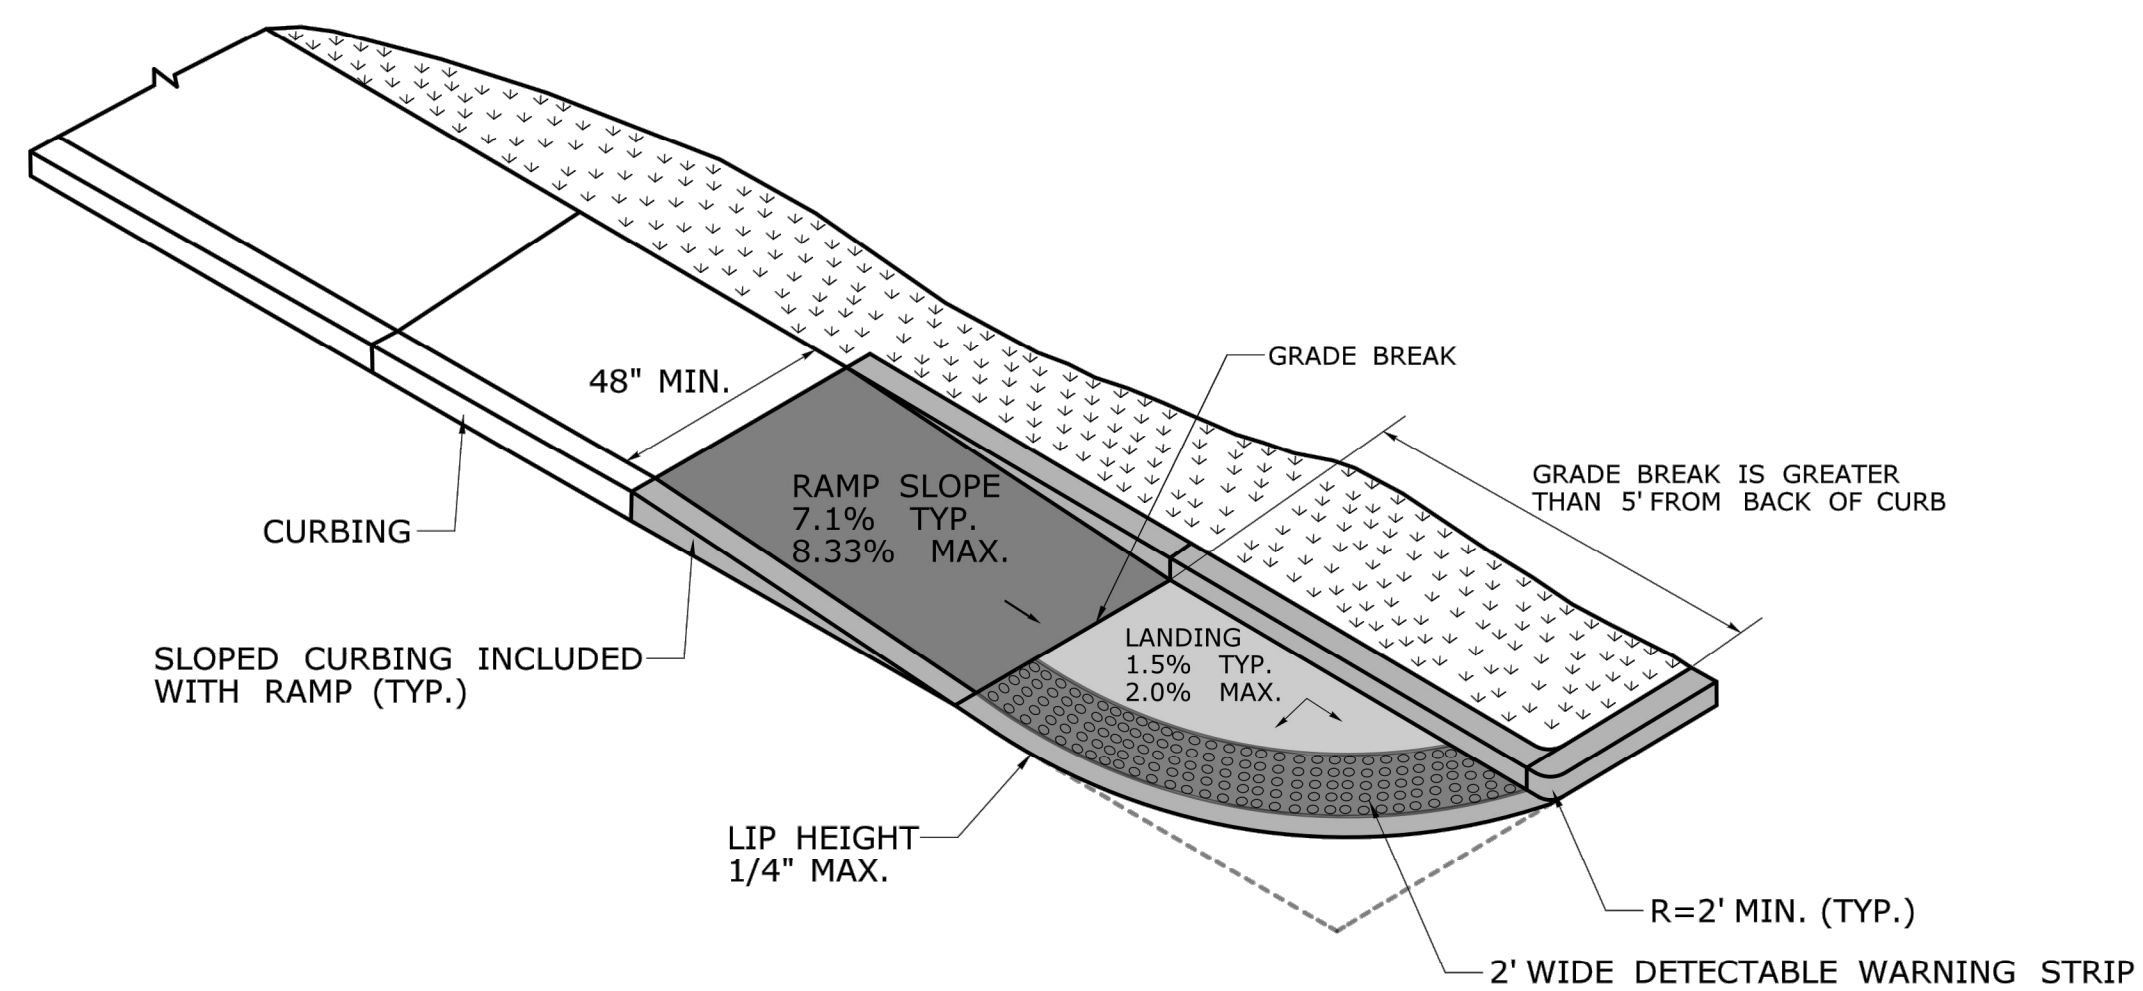 GRADE BREAK
48" MIN.
GRADE BREAK IS GREATER
THAN 5' FROM BACK OF CURB
RAMP SLOPE
7.1% TYP.
8.33% MAX.
CURBING
LANDING
1.5% TYP.
2.0% MAX.
SLOPED CURBING INCLUDED
WITH RAMP (TYP.)
LIP HEIGHT
1/4" MAX.
R=2' MIN. (TYP.)
2' WIDE DETECTABLE WARNING STRIP